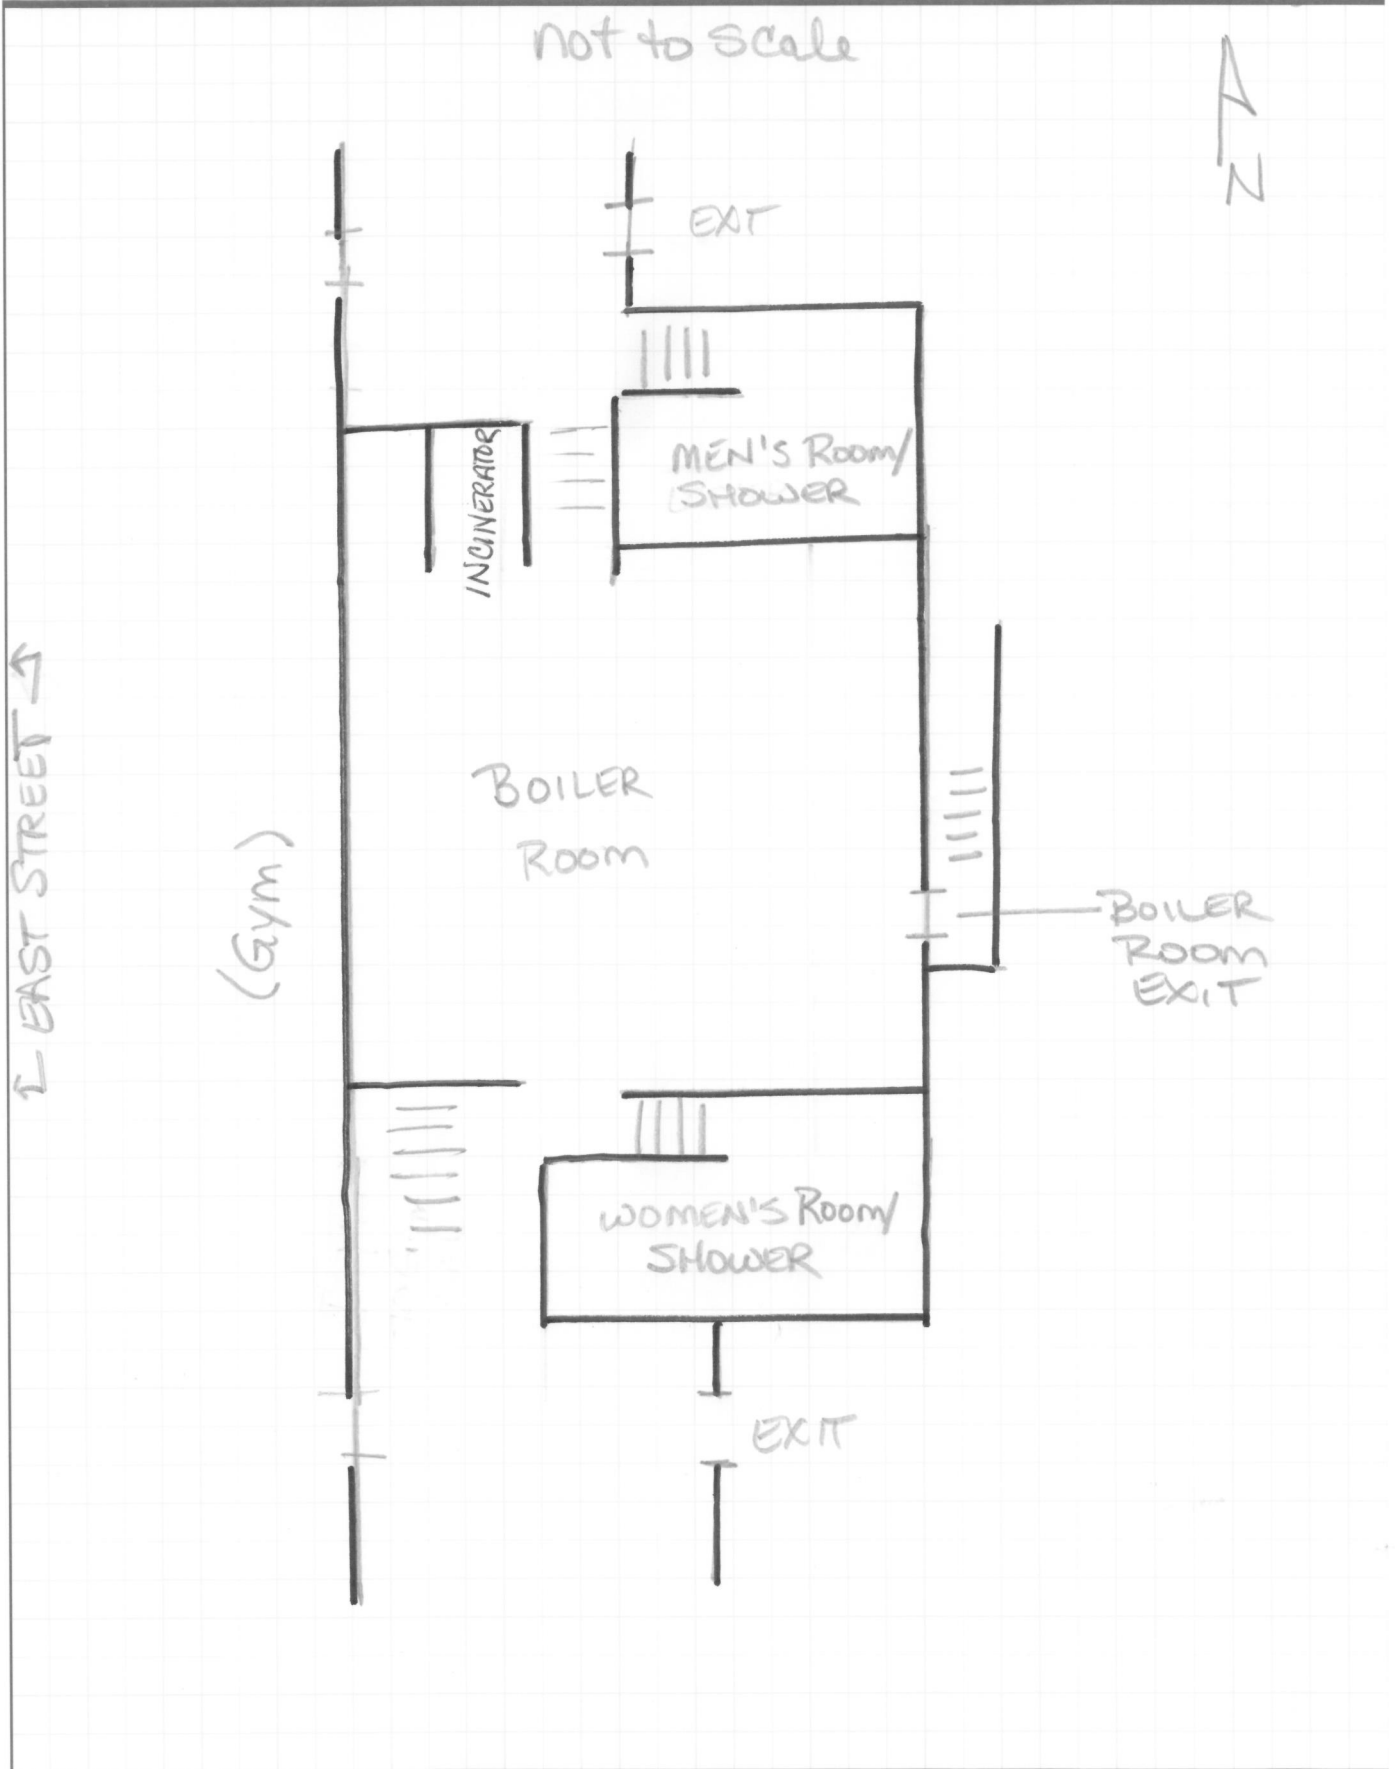 not to scale
N
EXIT
MEN'S Room/
SHOWER
INCINERATOR
EAST STREET
(Gym)
BOILER
ROOM
BOILER
ROOM
EXIT
WOMEN'S Room/
SHOWER
EXIT